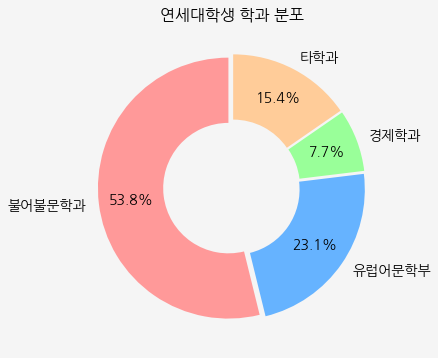 연세대학생 학과 분포
타학과
15.4%
경제학과
7.7%
불어불문학과
53.8%
23.1%
유럽어문학부